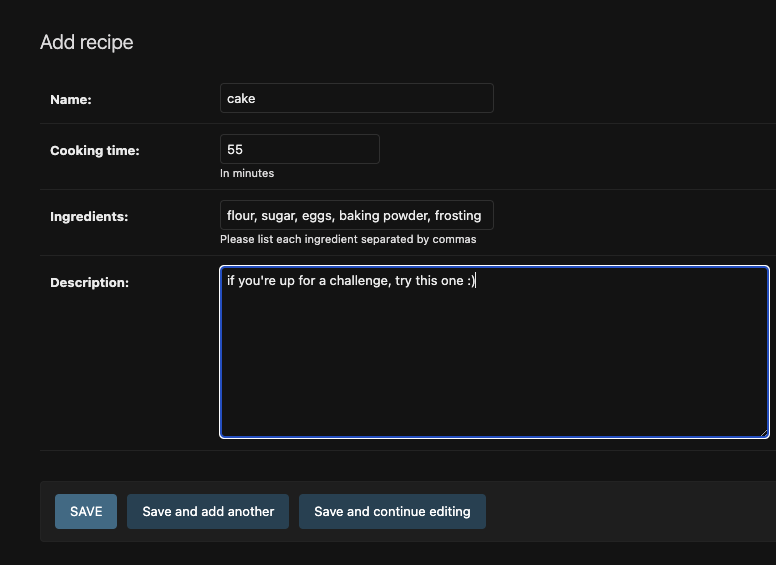 Add recipe
Name: cake
Cooking time: 55
In minutes
Ingredients: flour, sugar, eggs, baking powder, frosting
Please list each ingredient separated by commas
Description: if you're up for a challenge, try this one :)
SAVE Save and add another Save and continue editing